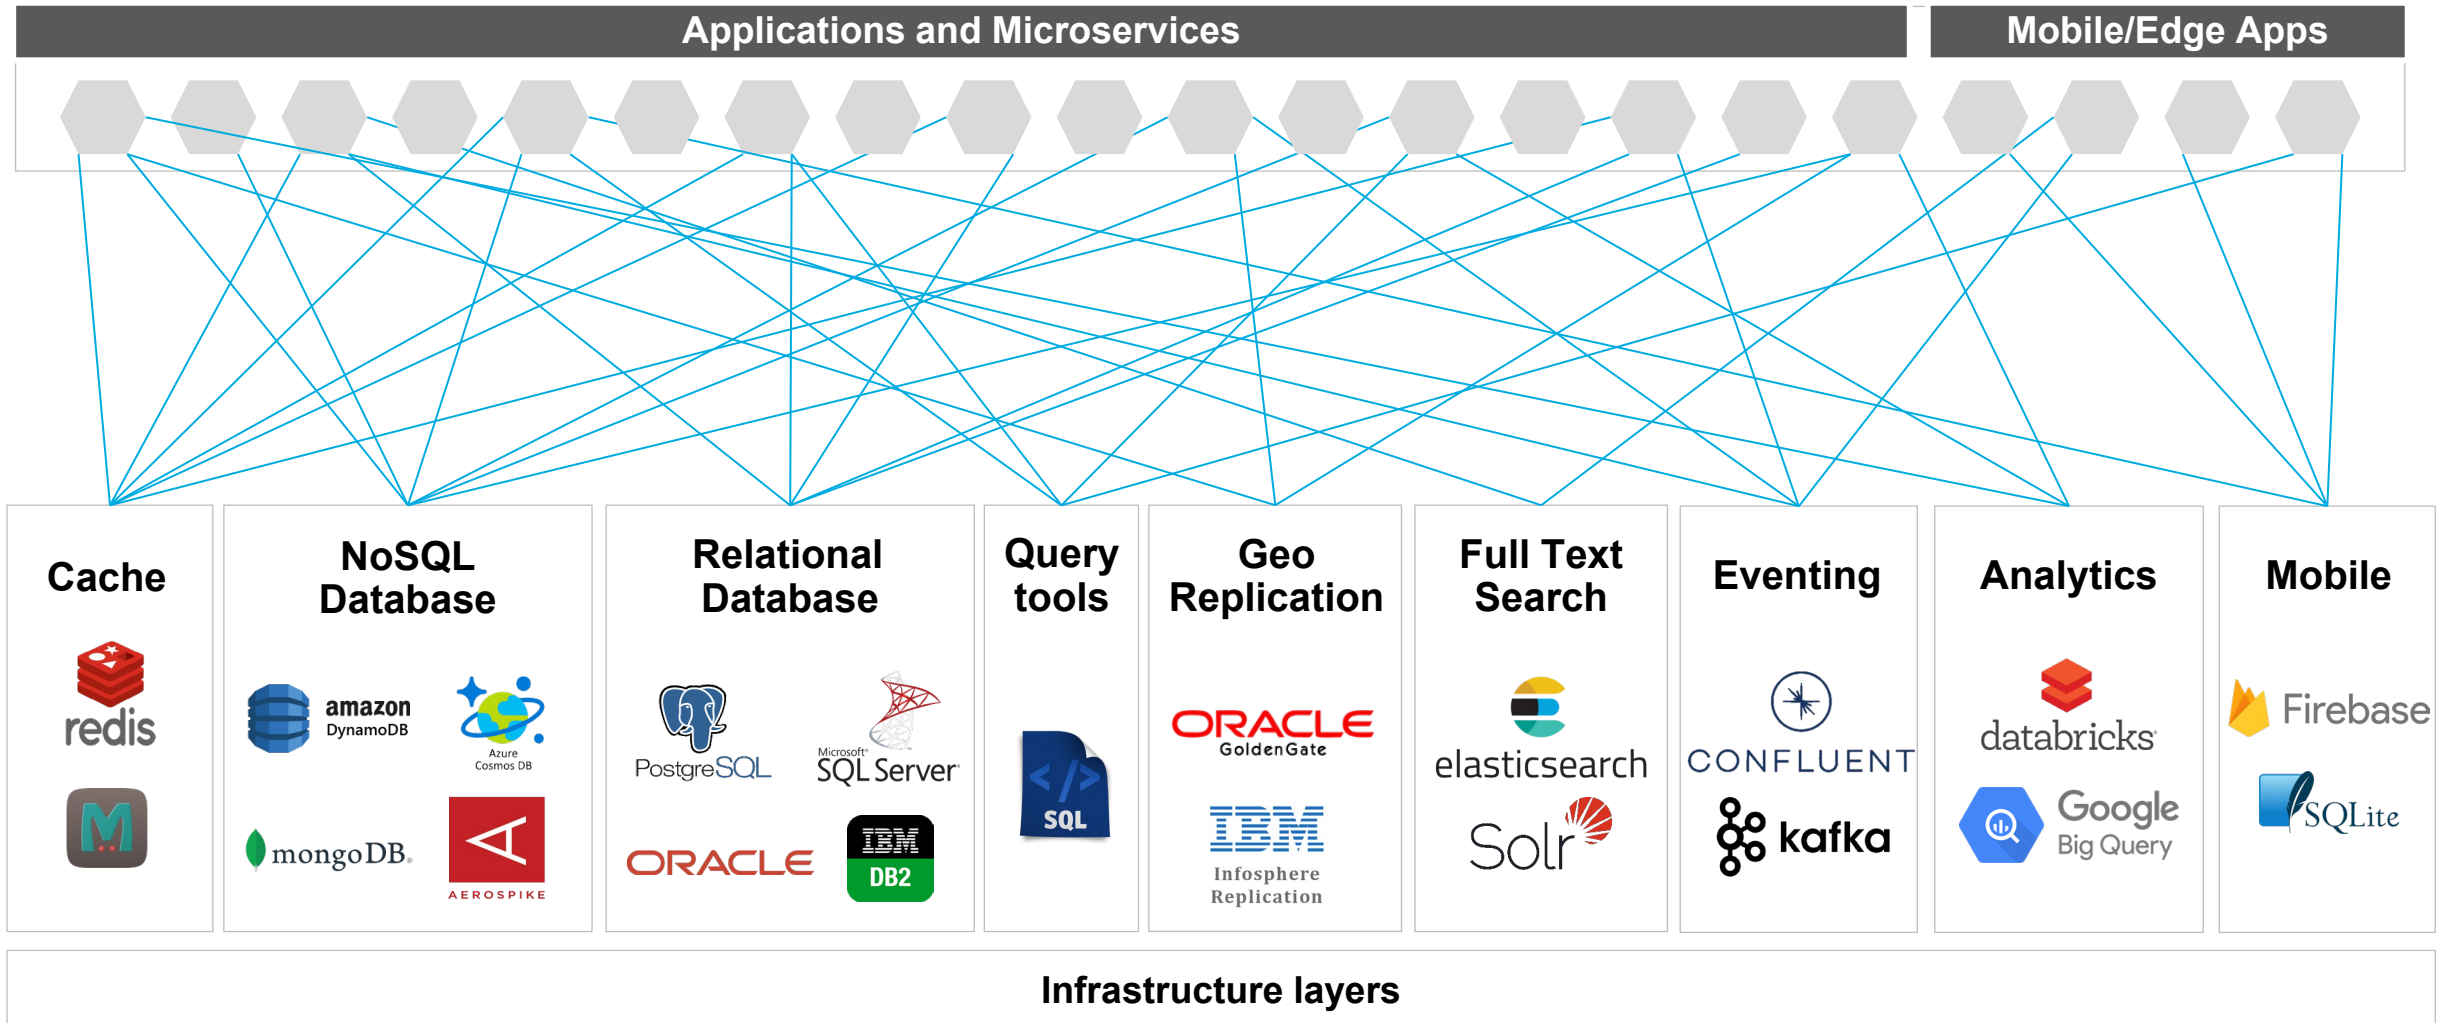 Applications and Microservices
Mobile/Edge Apps
Cache
redis
M
NoSQL
Database
amazon
DynamoDB
Azure
Cosmos DB
mongoDB®
AEROSPIKE
Relational
Database
PostgreSQL
Microsoft®
SQL Server®
ORACLE
IBM
DB2
Query
tools
</>
SQL
Geo
Replication
ORACLE
GoldenGate
IBM
Infosphere
Replication
Full Text
Search
elasticsearch
Solr
Eventing
CONFLUENT
kafka
Analytics
databricks
Google
Big Query
Mobile
Firebase
SQLite
Infrastructure layers